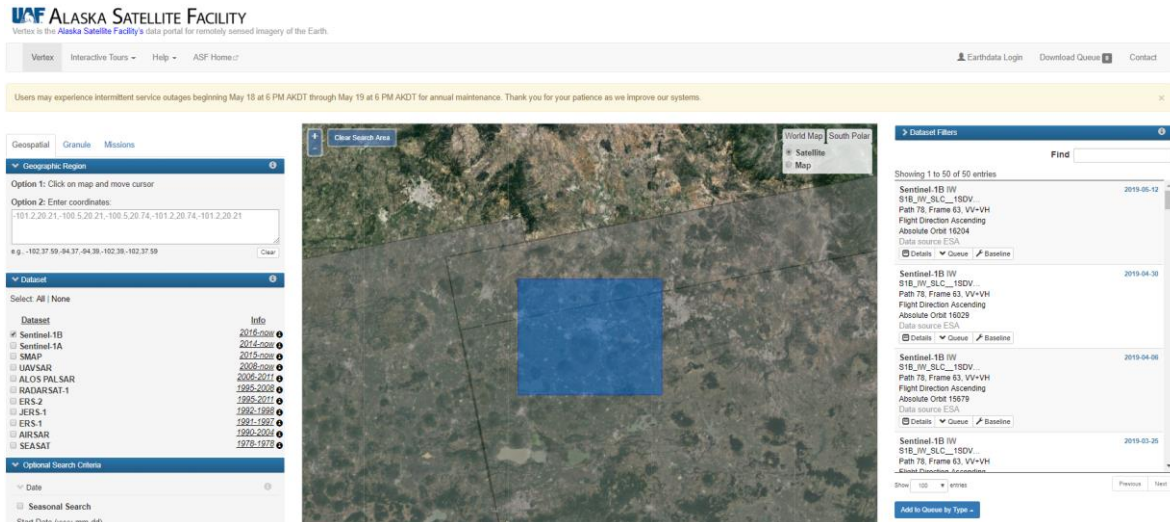 UAF ALASKA SATELLITE FACILITY
Vertex is the Alaska Satellite Facility's data portal for remotely sensed imagery of the Earth.
Vertex Interactive Tours Help ASF Home Earthdata Login Download Queue 0 Contact
Users may experience intermittent service outages beginning May 18 at 6 PM AKDT through May 19 at 6 PM AKDT for annual maintenance. Thank you for your patience as we improve our systems. ×
Geospatial Granule Missions
Geographic Region
Option 1: Click on map and move cursor
Option 2: Enter coordinates:
-101.2,20.21,-100.5,20.21,-100.5,20.74,-101.2,20.74,-101.2,20.21
e.g., -102,37.59,-94,37,-94,39,-102,39,-102,37.59
Clear
Dataset
Select: All | None
Dataset Info
Sentinel-1B 2016-now
Sentinel-1A 2014-now
SMAP 2015-now
UAVSAR 2008-now
ALOS PALSAR 2006-2011
RADARSAT-1 1995-2008
ERS-2 1995-2011
JERS-1 1992-1998
ERS-1 1991-1997
AIRSAR 1990-2004
SEASAT 1978-1978
Optional Search Criteria
Date
Seasonal Search
Start Date (yyyy-mm-dd)
+
-
Clear Search Area
World Map South Polar
Satellite
Map
Dataset Filters
Find
Showing 1 to 50 of 50 entries
Sentinel-1B IW 2019-05-12
S1B_IW_SLC__1SDV...
Path 78, Frame 63, VV+VH
Flight Direction Ascending
Absolute Orbit 16204
Data source ESA
Details Queue Baseline
Sentinel-1B IW 2019-04-30
S1B_IW_SLC__1SDV...
Path 78, Frame 63, VV+VH
Flight Direction Ascending
Absolute Orbit 16029
Data source ESA
Details Queue Baseline
Sentinel-1B IW 2019-04-06
S1B_IW_SLC__1SDV...
Path 78, Frame 63, VV+VH
Flight Direction Ascending
Absolute Orbit 15679
Data source ESA
Details Queue Baseline
Sentinel-1B IW 2019-03-25
S1B_IW_SLC__1SDV...
Path 78, Frame 63, VV+VH
Flight Direction Ascending
Show 100 entries
Previous Next
Add to Queue by Type